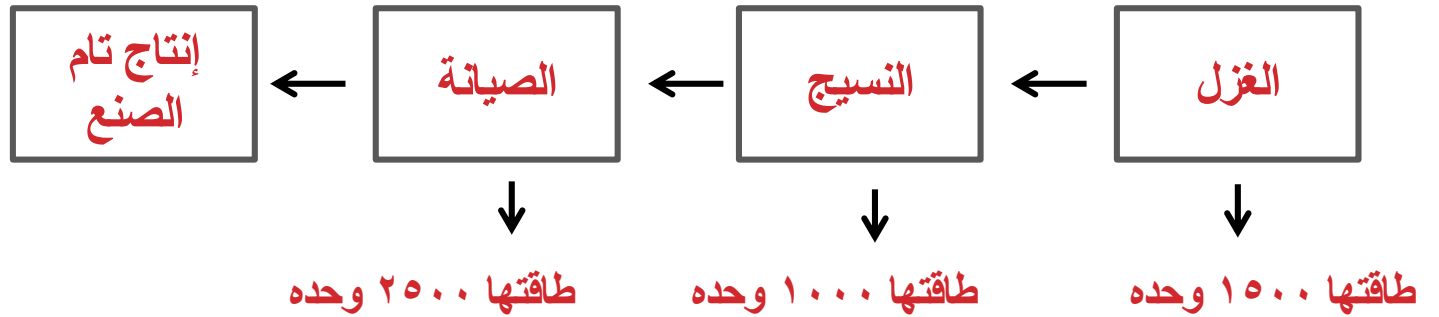 الغزل
النسيج
الصيانة
إنتاج تام
الصنع
طاقتها ١٥٠٠ وحده
طاقتها ١٠٠٠ وحده
طاقتها ٢٥٠٠ وحده